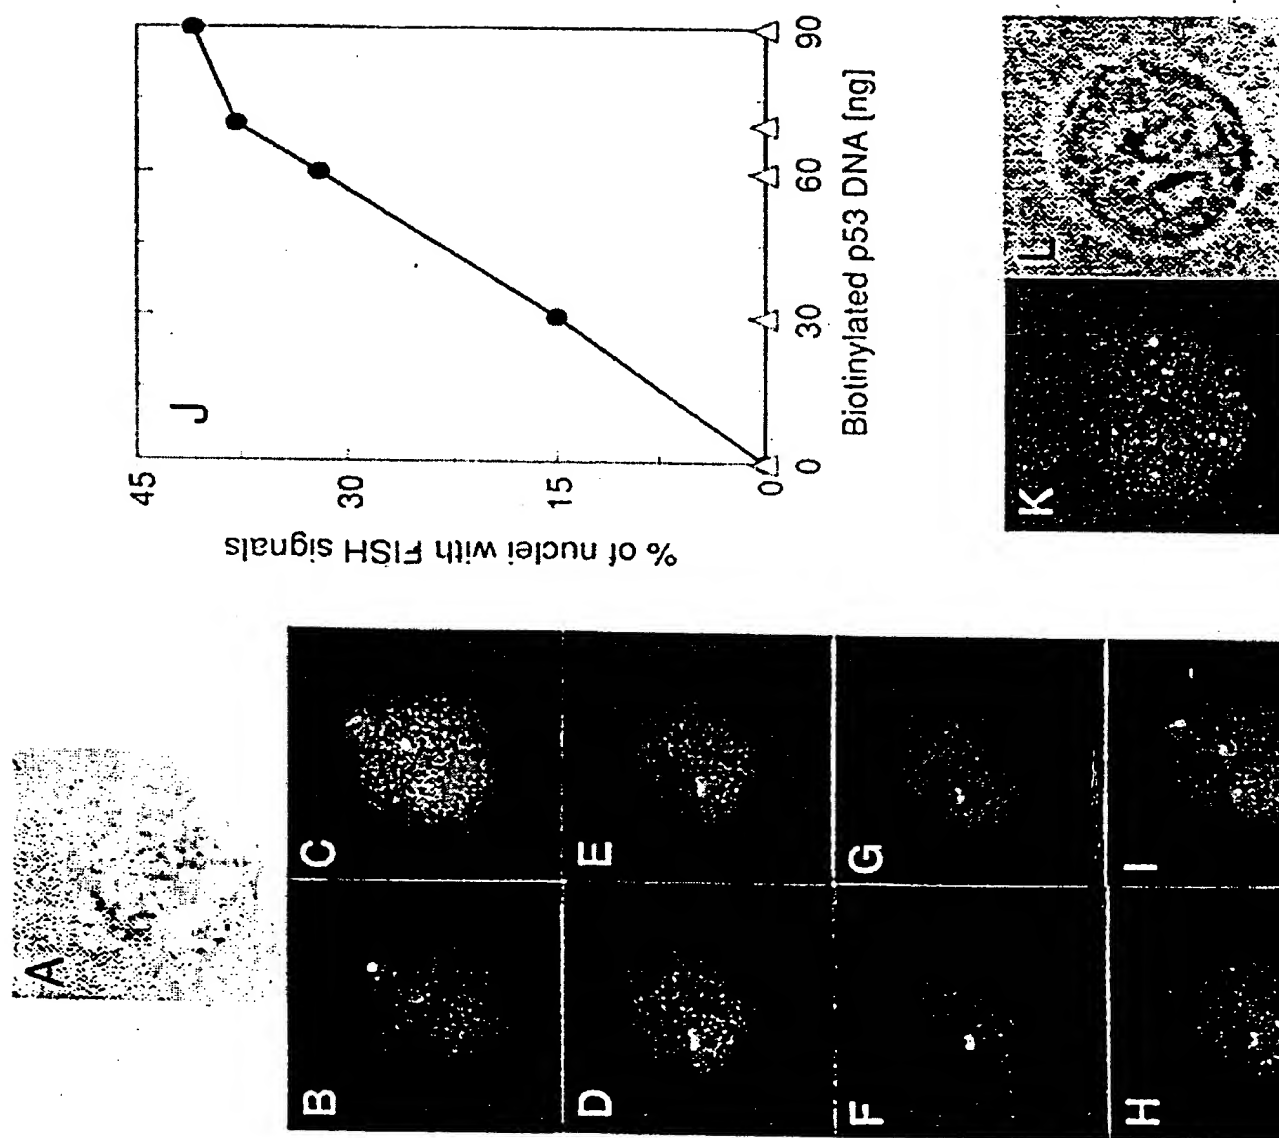 A
B
C
D
E
F
G
H
I
J
45
30
15
0
% of nuclei with FISH signals
0
30
60
90
Biotinylated p53 DNA [ng]
K
L